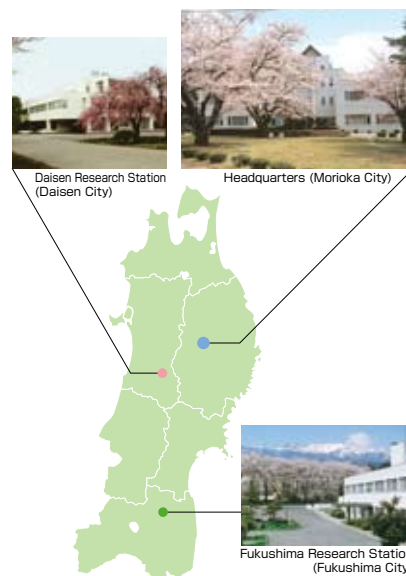 Daisen Research Station
(Daisen City)
Headquarters (Morioka City)
Fukushima Research Statio
(Fukushima City